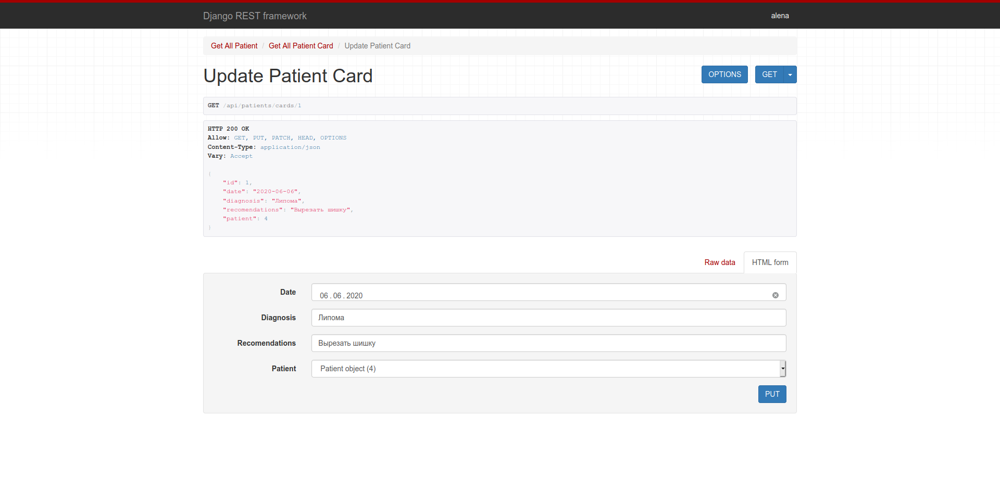 Django REST framework
alena
Get All Patient / Get All Patient Card / Update Patient Card
Update Patient Card
OPTIONS
GET
GET /api/patients/cards/1
HTTP 200 OK
Allow: GET, PUT, PATCH, HEAD, OPTIONS
Content-Type: application/json
Vary: Accept
{
"id": 1,
"date": "2020-06-06",
"diagnosis": "Липома",
"recomendations": "Вырезать шишку",
"patient": 4
}
Raw data
HTML form
Date
06 . 06 . 2020
Diagnosis
Липома
Recomendations
Вырезать шишку
Patient
Patient object (4)
PUT